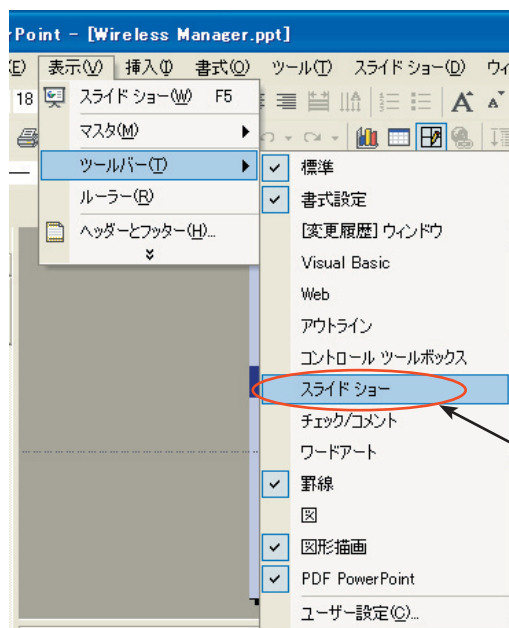 Point - [Wireless Manager.ppt]
(E) 表示(V) 挿入(I) 書式(O) ツール(T) スライド ショー(D) ウィ
18
スライド ショー(W) F5
マスタ(M)
ツールバー(T)
ルーラー(R)
ヘッダーとフッター(H)...
標準
書式設定
[変更履歴] ウィンドウ
Visual Basic
Web
アウトライン
コントロール ツールボックス
スライド ショー
チェック/コメント
ワードアート
罫線
図
図形描画
PDF PowerPoint
ユーザー設定(C)...